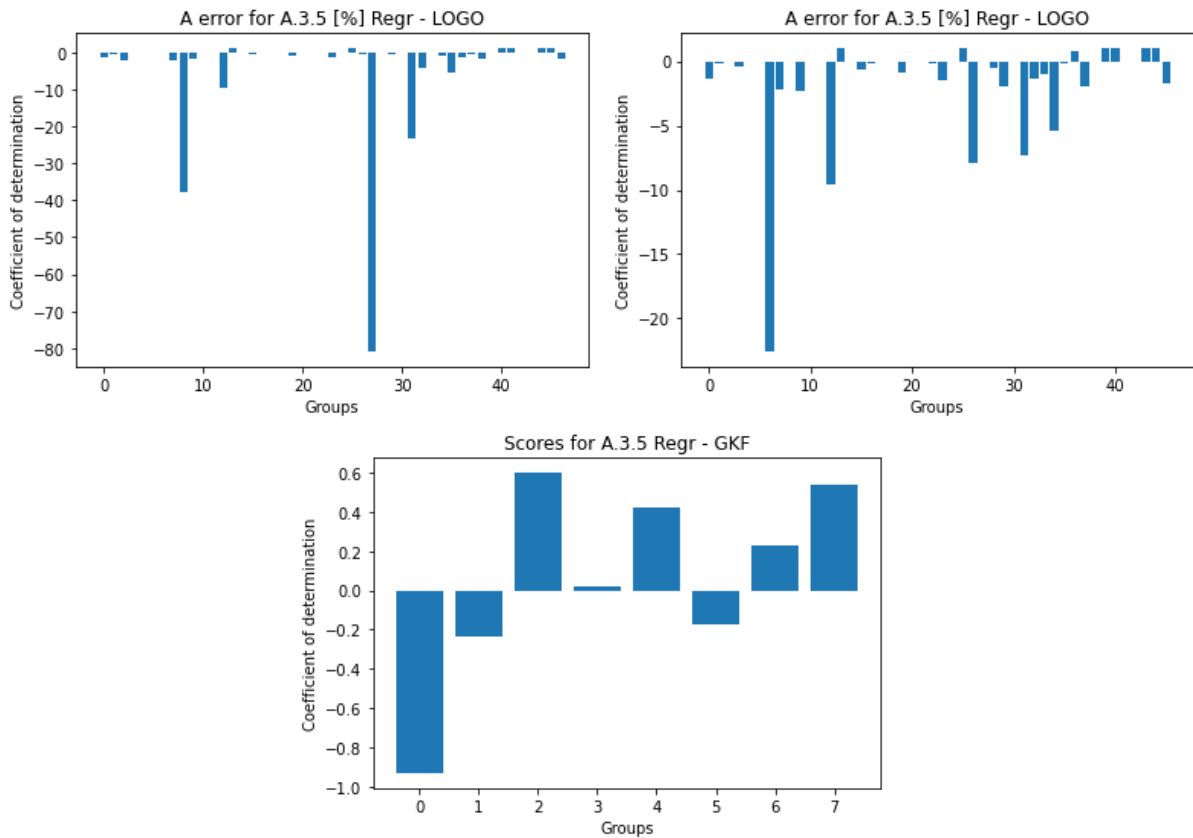 A error for A.3.5 [%] Regr - LOGO
Coefficient of determination
0
−10
−20
−30
−40
−50
−60
−70
−80
0 10 20 30 40
Groups
A error for A.3.5 [%] Regr - LOGO
Coefficient of determination
0
−5
−10
−15
−20
0 10 20 30 40
Groups
Scores for A.3.5 Regr - GKF
Coefficient of determination
0.6
0.4
0.2
0.0
−0.2
−0.4
−0.6
−0.8
−1.0
0 1 2 3 4 5 6 7
Groups